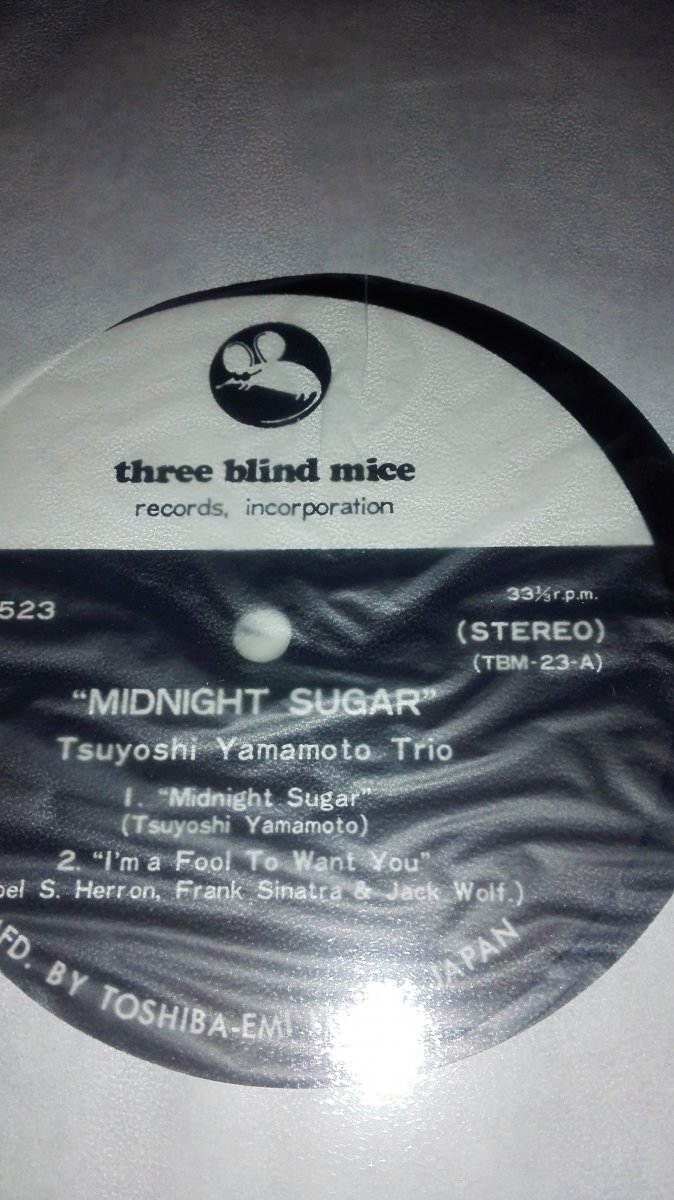 three blind mice
records, incorporation
523
33⅓ r.p.m.
(STEREO)
(TBM-23-A)
"MIDNIGHT SUGAR"
Tsuyoshi Yamamoto Trio
1. "Midnight Sugar"
(Tsuyoshi Yamamoto)
2. "I'm a Fool To Want You"
S. Herron, Frank Sinatra & Jack Wolf.)
BY TOSHIBA-EMI JAPAN